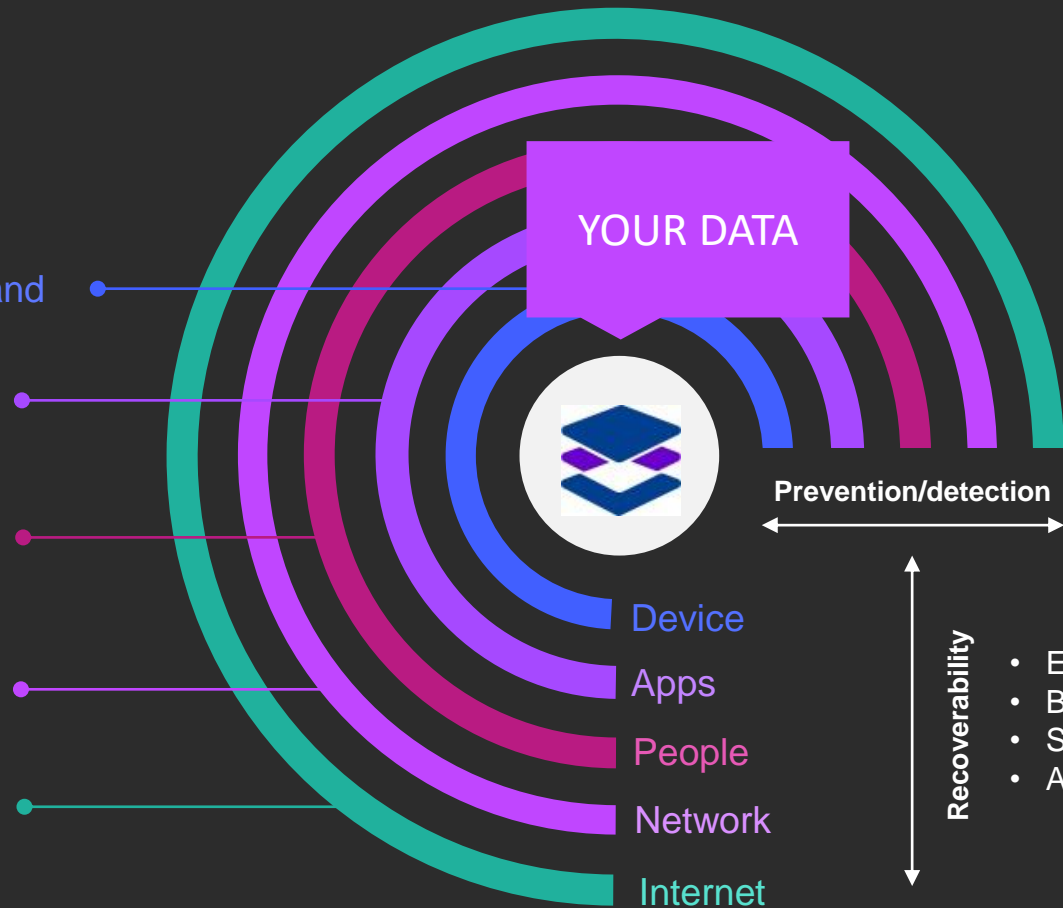 YOUR DATA
and
Prevention/detection
Device
Apps
People
Network
Internet
Recoverability
• E
• B
• S
• A